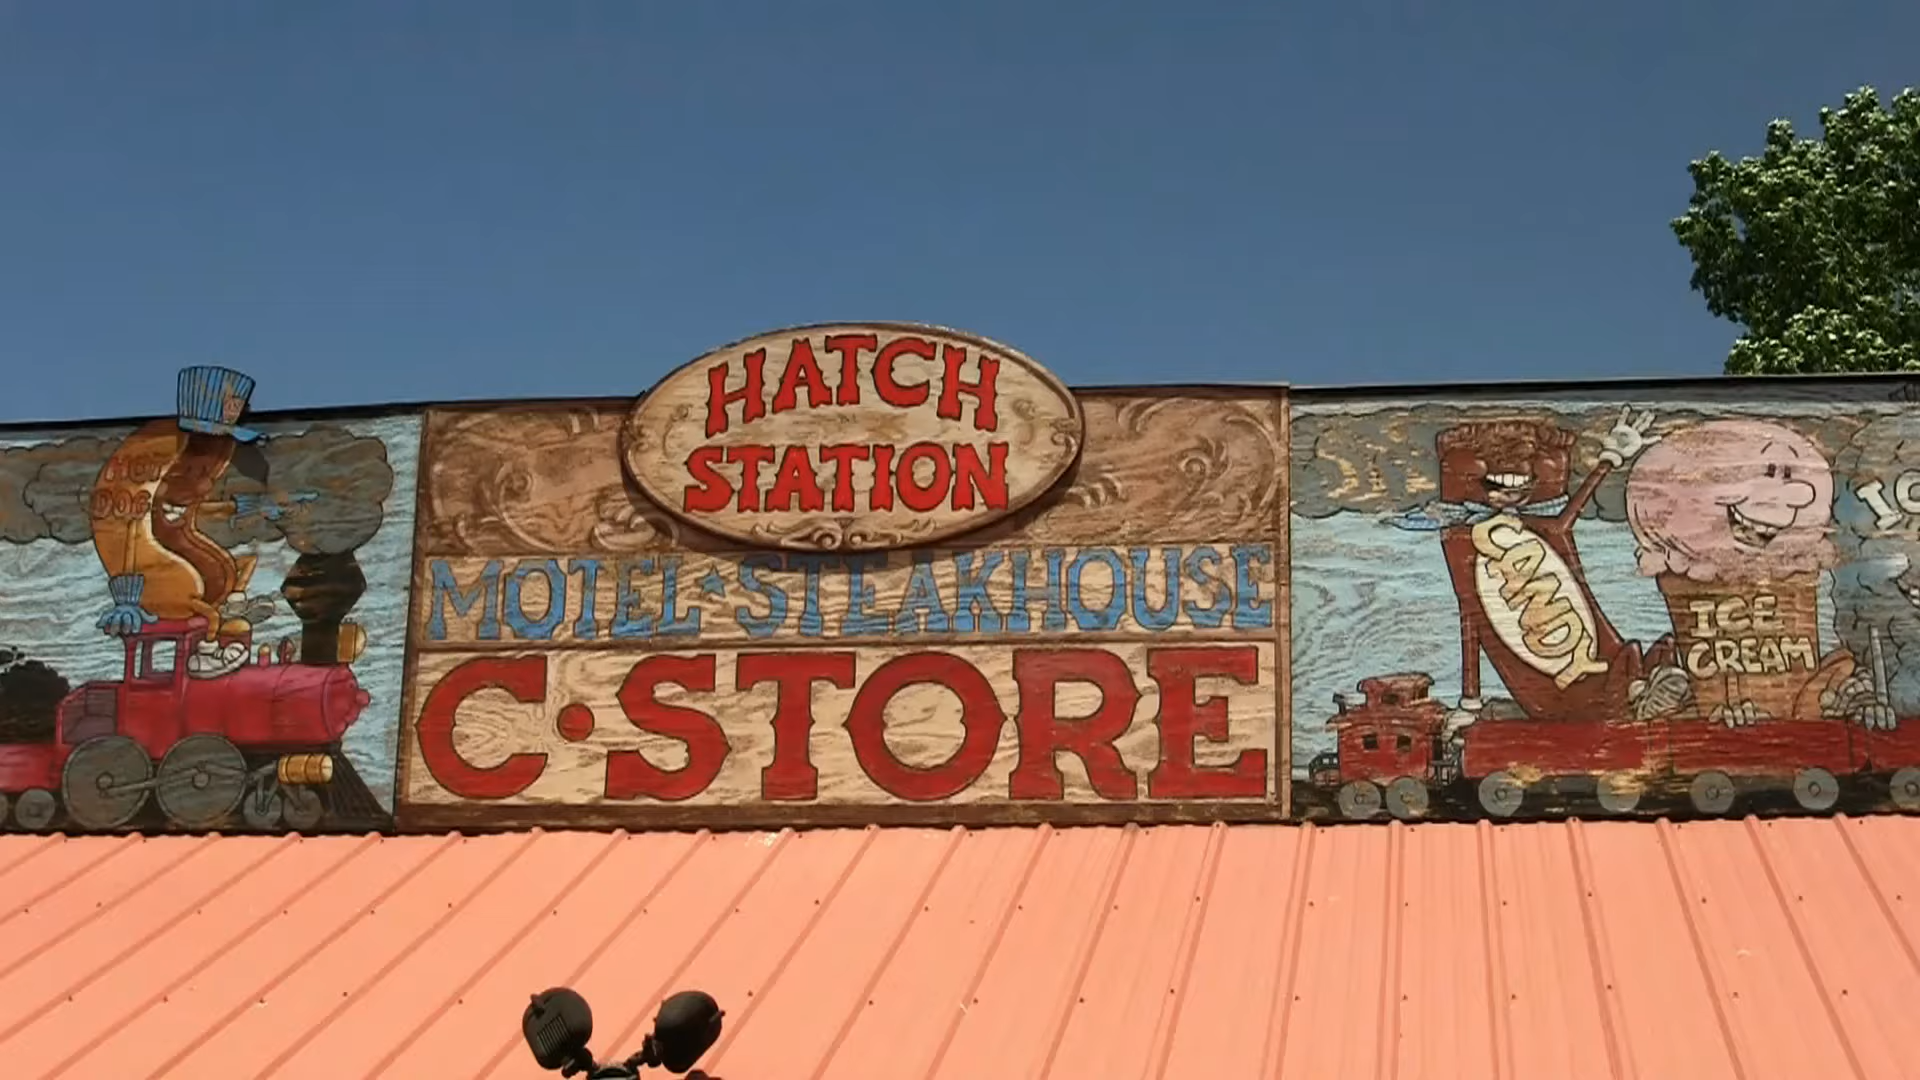 HATCH
STATION
MOTEL★STEAKHOUSE
C•STORE
HOT
DOG
CANDY
ICE
CREAM